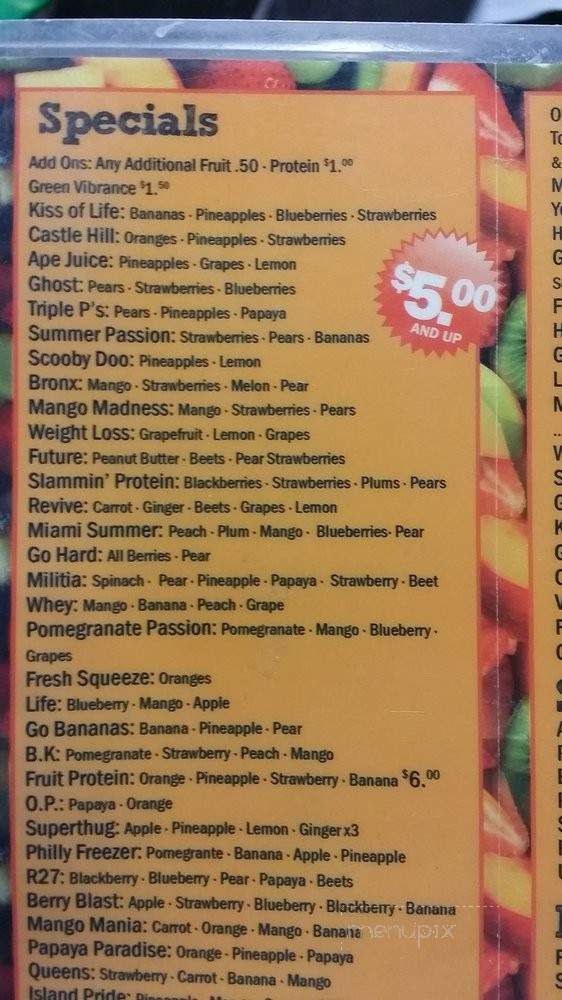 Specials
Add Ons: Any Additional Fruit .50 · Protein $1.00
Green Vibrance $1.50
Kiss of Life: Bananas · Pineapples · Blueberries · Strawberries
Castle Hill: Oranges · Pineapples · Strawberries
Ape Juice: Pineapples · Grapes · Lemon
Ghost: Pears · Strawberries · Blueberries
$5.00
AND UP
Triple P's: Pears · Pineapples · Papaya
Summer Passion: Strawberries · Pears · Bananas
Scooby Doo: Pineapples · Lemon
Bronx: Mango · Strawberries · Melon · Pear
Mango Madness: Mango · Strawberries · Pears
Weight Loss: Grapefruit · Lemon · Grapes
Future: Peanut Butter · Beets · Pear Strawberries
Slammin' Protein: Blackberries · Strawberries · Plums · Pears
Revive: Carrot · Ginger · Beets · Grapes · Lemon
Miami Summer: Peach · Plum · Mango · Blueberries· Pear
Go Hard: All Berries · Pear
Militia: Spinach · Pear · Pineapple · Papaya · Strawberry · Beet
Whey: Mango · Banana · Peach · Grape
Pomegranate Passion: Pomegranate · Mango · Blueberry ·
Grapes
Fresh Squeeze: Oranges
Life: Blueberry · Mango · Apple
Go Bananas: Banana · Pineapple · Pear
B.K: Pomegranate · Strawberry · Peach · Mango
Fruit Protein: Orange · Pineapple · Strawberry · Banana $6.00
O.P.: Papaya · Orange
Superthug: Apple · Pineapple · Lemon · Ginger x3
Philly Freezer: Pomegrante · Banana · Apple · Pineapple
R27: Blackberry · Blueberry · Pear · Papaya · Beets
Berry Blast: Apple · Strawberry · Blueberry · Blackberry · Banana
Mango Mania: Carrot · Orange · Mango · Banana
menupix
Papaya Paradise: Orange · Pineapple · Papaya
Queens: Strawberry · Carrot · Banana · Mango
Island Pride: